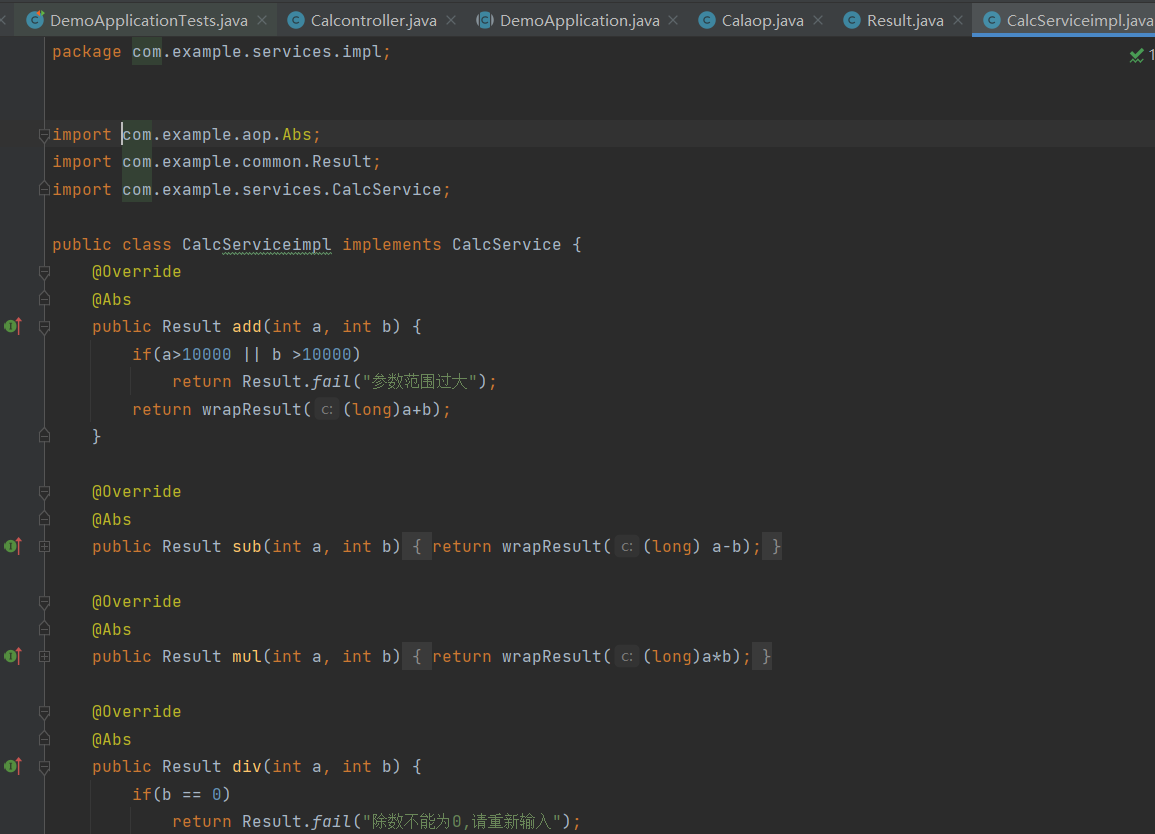 DemoApplicationTests.java Calcontroller.java DemoApplication.java Calaop.java Result.java CalcServiceimpl.java
package com.example.services.impl;
1
import com.example.aop.Abs;
import com.example.common.Result;
import com.example.services.CalcService;
public class CalcServiceimpl implements CalcService {
@Override
@Abs
public Result add(int a, int b) {
if(a>10000 || b >10000)
return Result.fail("参数范围过大");
return wrapResult( c: (long)a+b);
}
@Override
@Abs
public Result sub(int a, int b) { return wrapResult( c: (long) a-b); }
@Override
@Abs
public Result mul(int a, int b) { return wrapResult( c: (long)a*b); }
@Override
@Abs
public Result div(int a, int b) {
if(b == 0)
return Result.fail("除数不能为0,请重新输入");